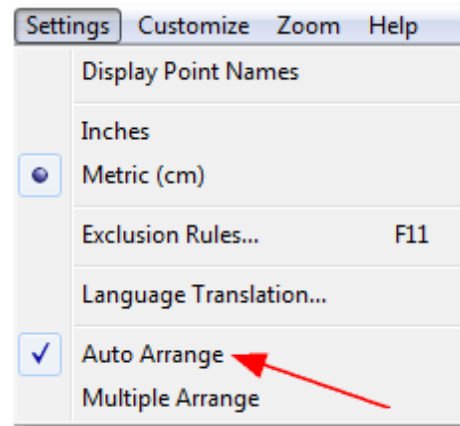 Settings Customize Zoom Help
Display Point Names
Inches
Metric (cm)
Exclusion Rules... F11
Language Translation...
Auto Arrange
Multiple Arrange